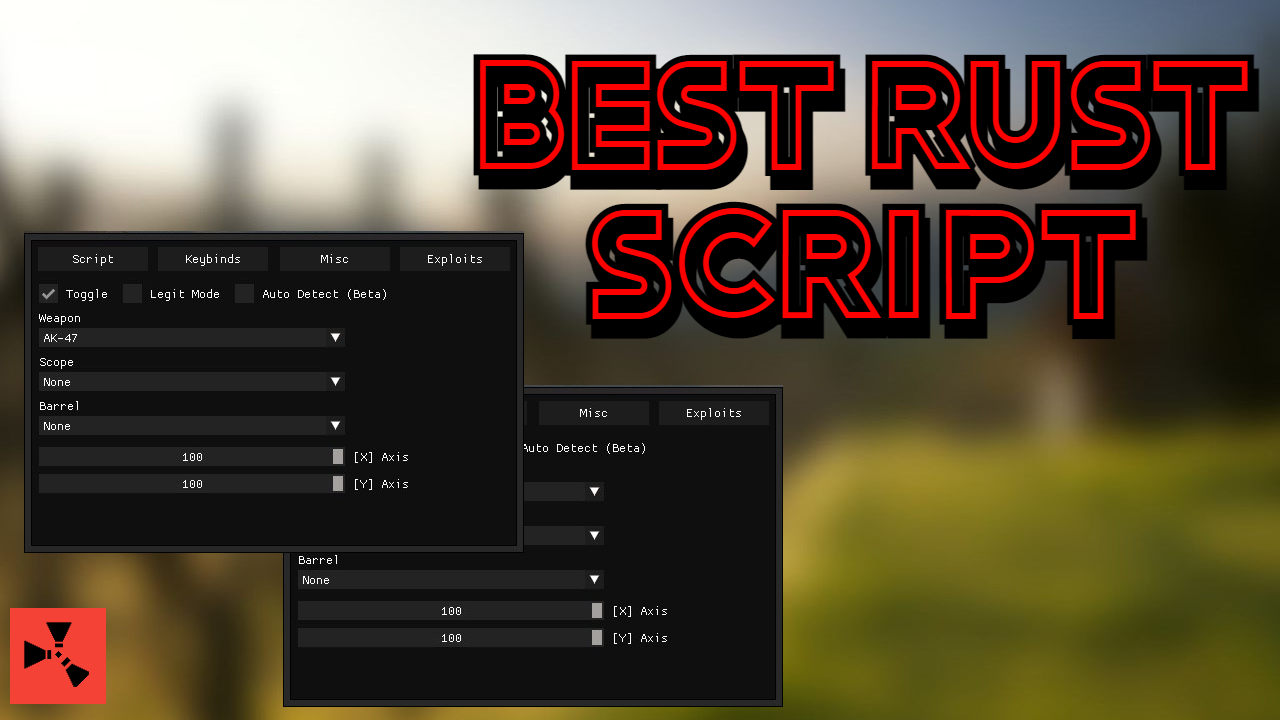 BEST RUST
SCRIPT
Script Keybinds Misc Exploits
Toggle Legit Mode Auto Detect (Beta)
Weapon
AK-47
Scope
None
Barrel
None
100 [X] Axis
100 [Y] Axis
Misc Exploits
Auto Detect (Beta)
Barrel
None
100 [X] Axis
100 [Y] Axis